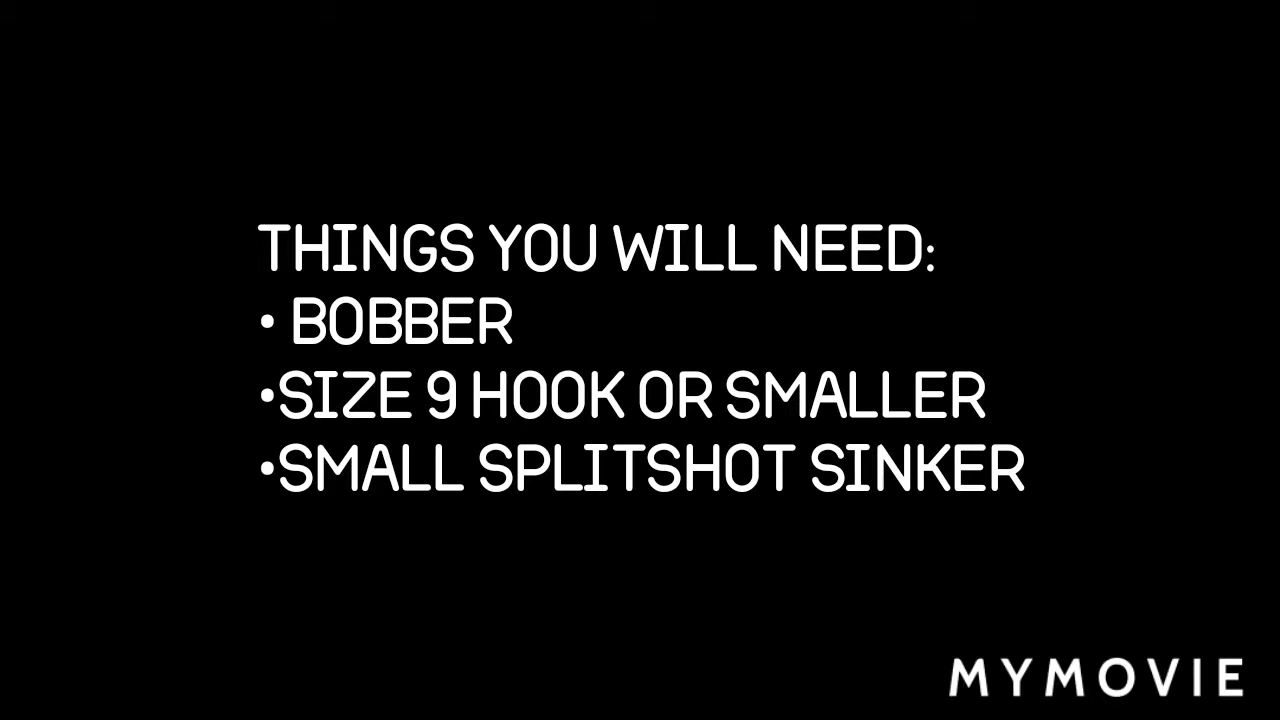 THINGS YOU WILL NEED:
• BOBBER
•SIZE 9 HOOK OR SMALLER
•SMALL SPLITSHOT SINKER
MYMOVIE